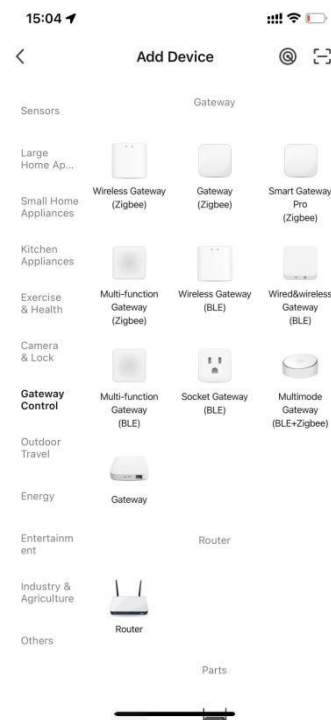 15:04
Add Device
Sensors
Large
Home Ap...
Small Home
Appliances
Kitchen
Appliances
Exercise
& Health
Camera
& Lock
Gateway
Control
Outdoor
Travel
Energy
Entertainm
ent
Industry &
Agriculture
Others
Gateway
Wireless Gateway
(Zigbee)
Gateway
(Zigbee)
Smart Gateway
Pro
(Zigbee)
Multi-function
Gateway
(Zigbee)
Wireless Gateway
(BLE)
Wired&wireless
Gateway
(BLE)
Multi-function
Gateway
(BLE)
Socket Gateway
(BLE)
Multimode
Gateway
(BLE+Zigbee)
Gateway
Router
Router
Parts